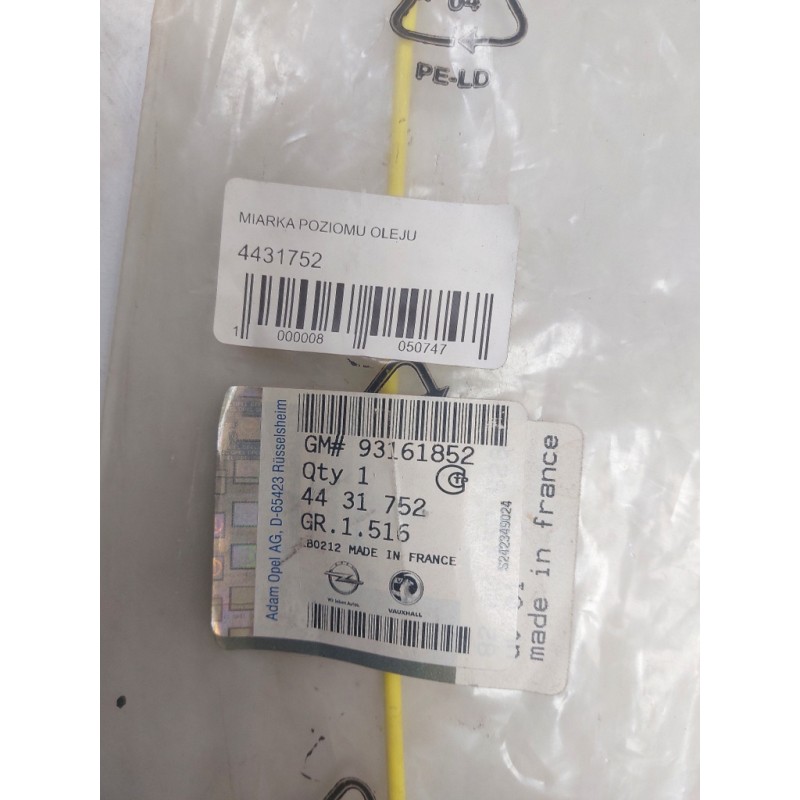 04
PE-LD
MIARKA POZIOMU OLEJU
4431752
1 000008 050747
Adam Opel AG, D-65423 Rüsselsheim
GM# 93161852
Qty 1
44 31 752
GR.1.516
B0212 MADE IN FRANCE
VAUXHALL
S242349024
made in france